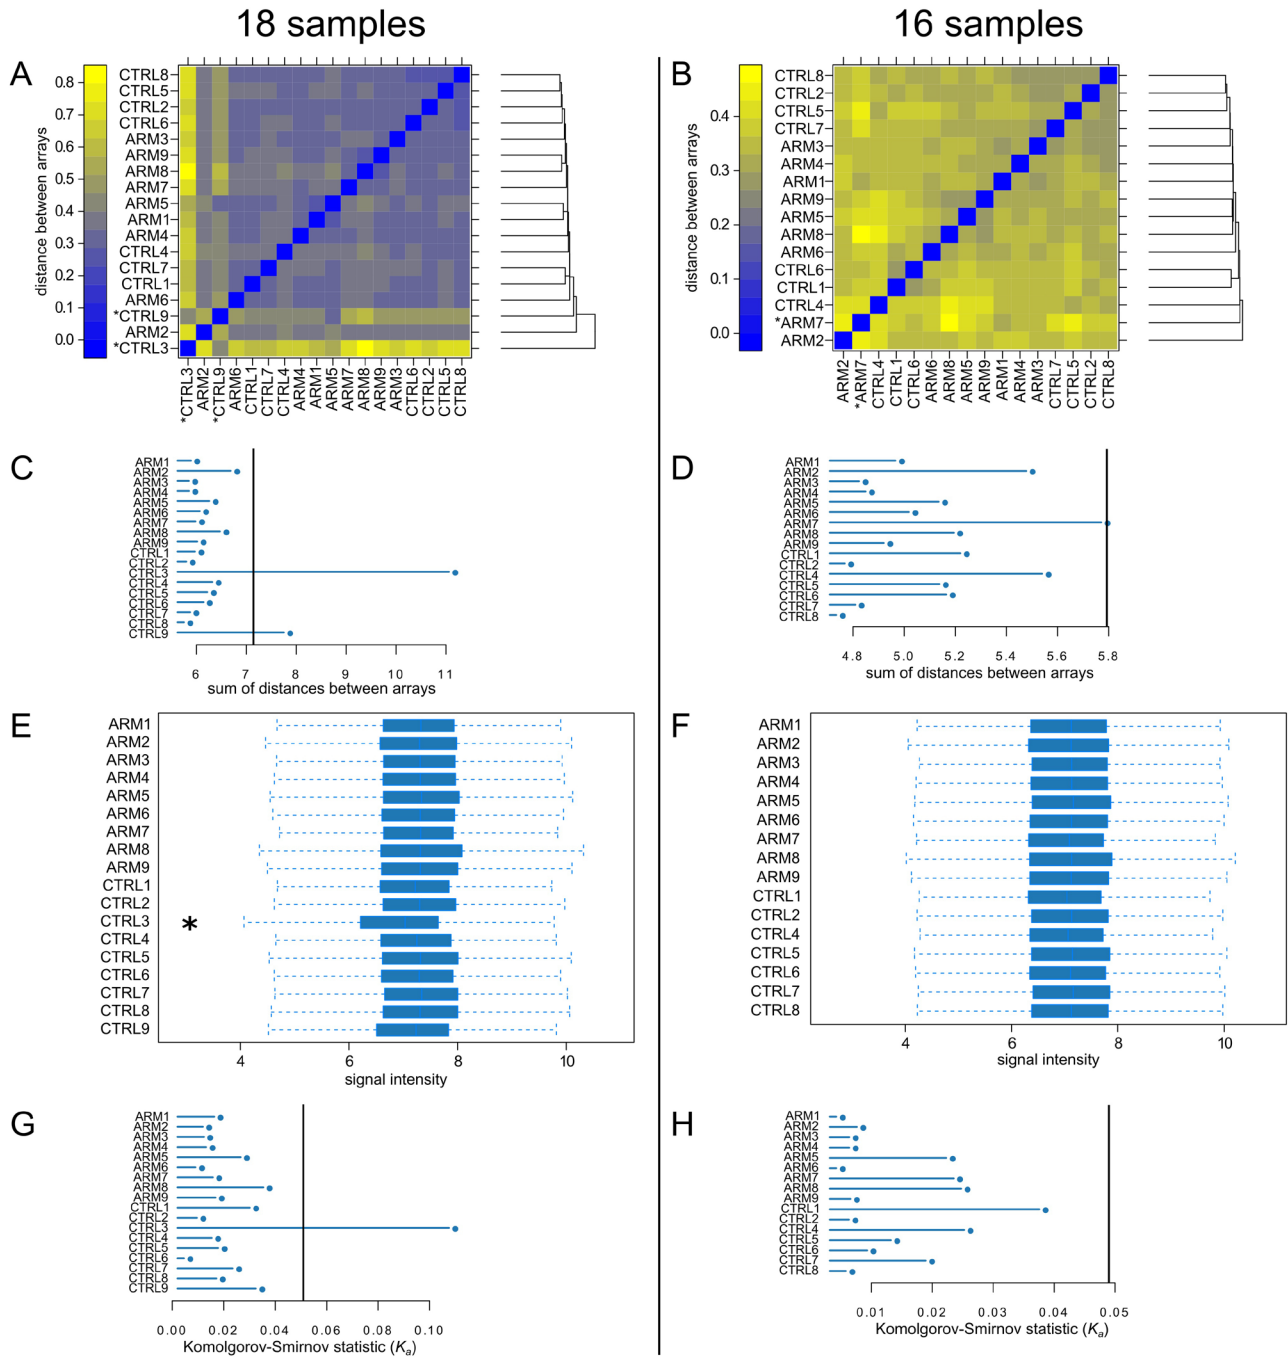 18 samples
16 samples
A
distance between arrays
0.8
0.7
0.6
0.5
0.4
0.3
0.2
0.1
0.0
CTRL8
CTRL5
CTRL2
CTRL6
ARM3
ARM9
ARM8
ARM7
ARM5
ARM1
ARM4
CTRL4
CTRL7
CTRL1
ARM6
*CTRL9
ARM2
*CTRL3
*CTRL3
ARM2
*CTRL9
ARM6
CTRL1
CTRL7
CTRL4
ARM4
ARM1
ARM5
ARM7
ARM8
ARM9
ARM3
CTRL6
CTRL2
CTRL5
CTRL8
B
distance between arrays
0.4
0.3
0.2
0.1
0.0
CTRL8
CTRL2
CTRL5
CTRL7
ARM3
ARM4
ARM1
ARM9
ARM5
ARM8
ARM6
CTRL6
CTRL1
CTRL4
*ARM7
ARM2
ARM2
*ARM7
CTRL4
CTRL1
CTRL6
ARM6
ARM8
ARM5
ARM9
ARM1
ARM4
ARM3
CTRL7
CTRL5
CTRL2
CTRL8
C
ARM1
ARM2
ARM3
ARM4
ARM5
ARM6
ARM7
ARM8
ARM9
CTRL1
CTRL2
CTRL3
CTRL4
CTRL5
CTRL6
CTRL7
CTRL8
CTRL9
6 7 8 9 10 11
sum of distances between arrays
D
ARM1
ARM2
ARM3
ARM4
ARM5
ARM6
ARM7
ARM8
ARM9
CTRL1
CTRL2
CTRL4
CTRL5
CTRL6
CTRL7
CTRL8
4.8 5.0 5.2 5.4 5.6 5.8
sum of distances between arrays
E
ARM1
ARM2
ARM3
ARM4
ARM5
ARM6
ARM7
ARM8
ARM9
CTRL1
CTRL2
CTRL3 *
CTRL4
CTRL5
CTRL6
CTRL7
CTRL8
CTRL9
4 6 8 10
signal intensity
F
ARM1
ARM2
ARM3
ARM4
ARM5
ARM6
ARM7
ARM8
ARM9
CTRL1
CTRL2
CTRL4
CTRL5
CTRL6
CTRL7
CTRL8
4 6 8 10
signal intensity
G
ARM1
ARM2
ARM3
ARM4
ARM5
ARM6
ARM7
ARM8
ARM9
CTRL1
CTRL2
CTRL3
CTRL4
CTRL5
CTRL6
CTRL7
CTRL8
CTRL9
0.00 0.02 0.04 0.06 0.08 0.10
Komolgorov-Smirnov statistic (Ka)
H
ARM1
ARM2
ARM3
ARM4
ARM5
ARM6
ARM7
ARM8
ARM9
CTRL1
CTRL2
CTRL4
CTRL5
CTRL6
CTRL7
CTRL8
0.01 0.02 0.03 0.04 0.05
Komolgorov-Smirnov statistic (Ka)